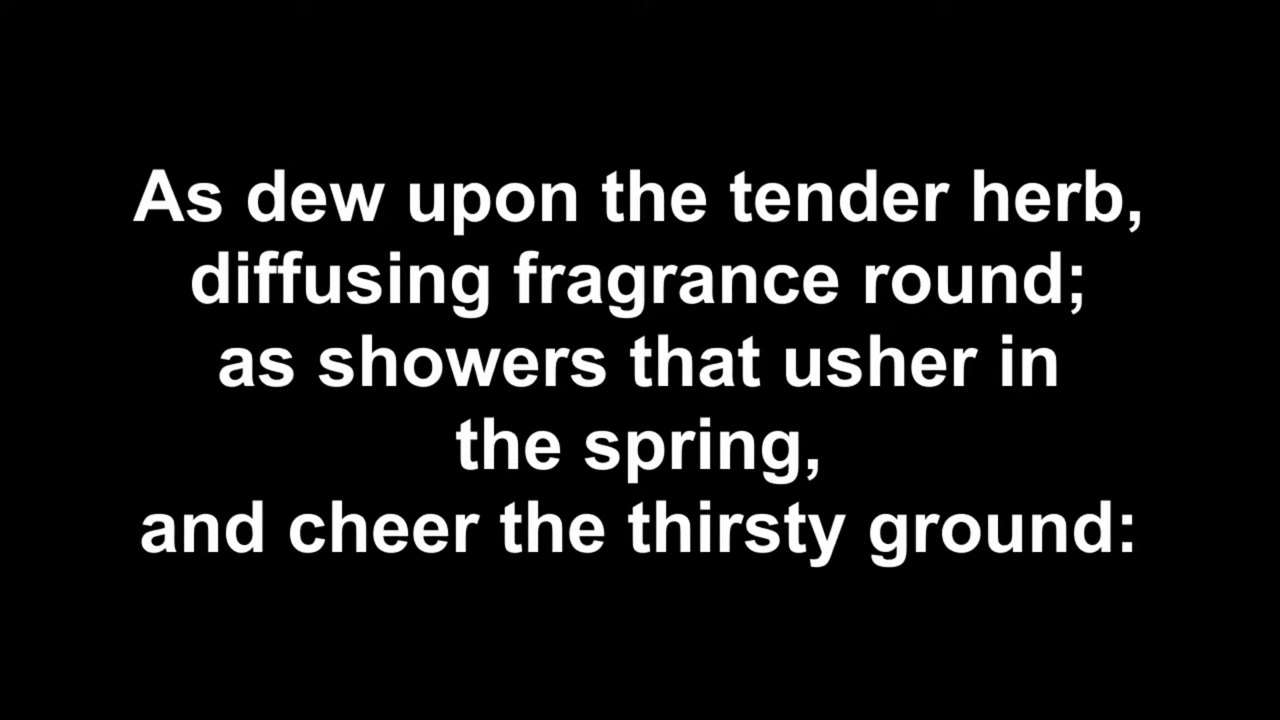 As dew upon the tender herb,
diffusing fragrance round;
as showers that usher in
the spring,
and cheer the thirsty ground: